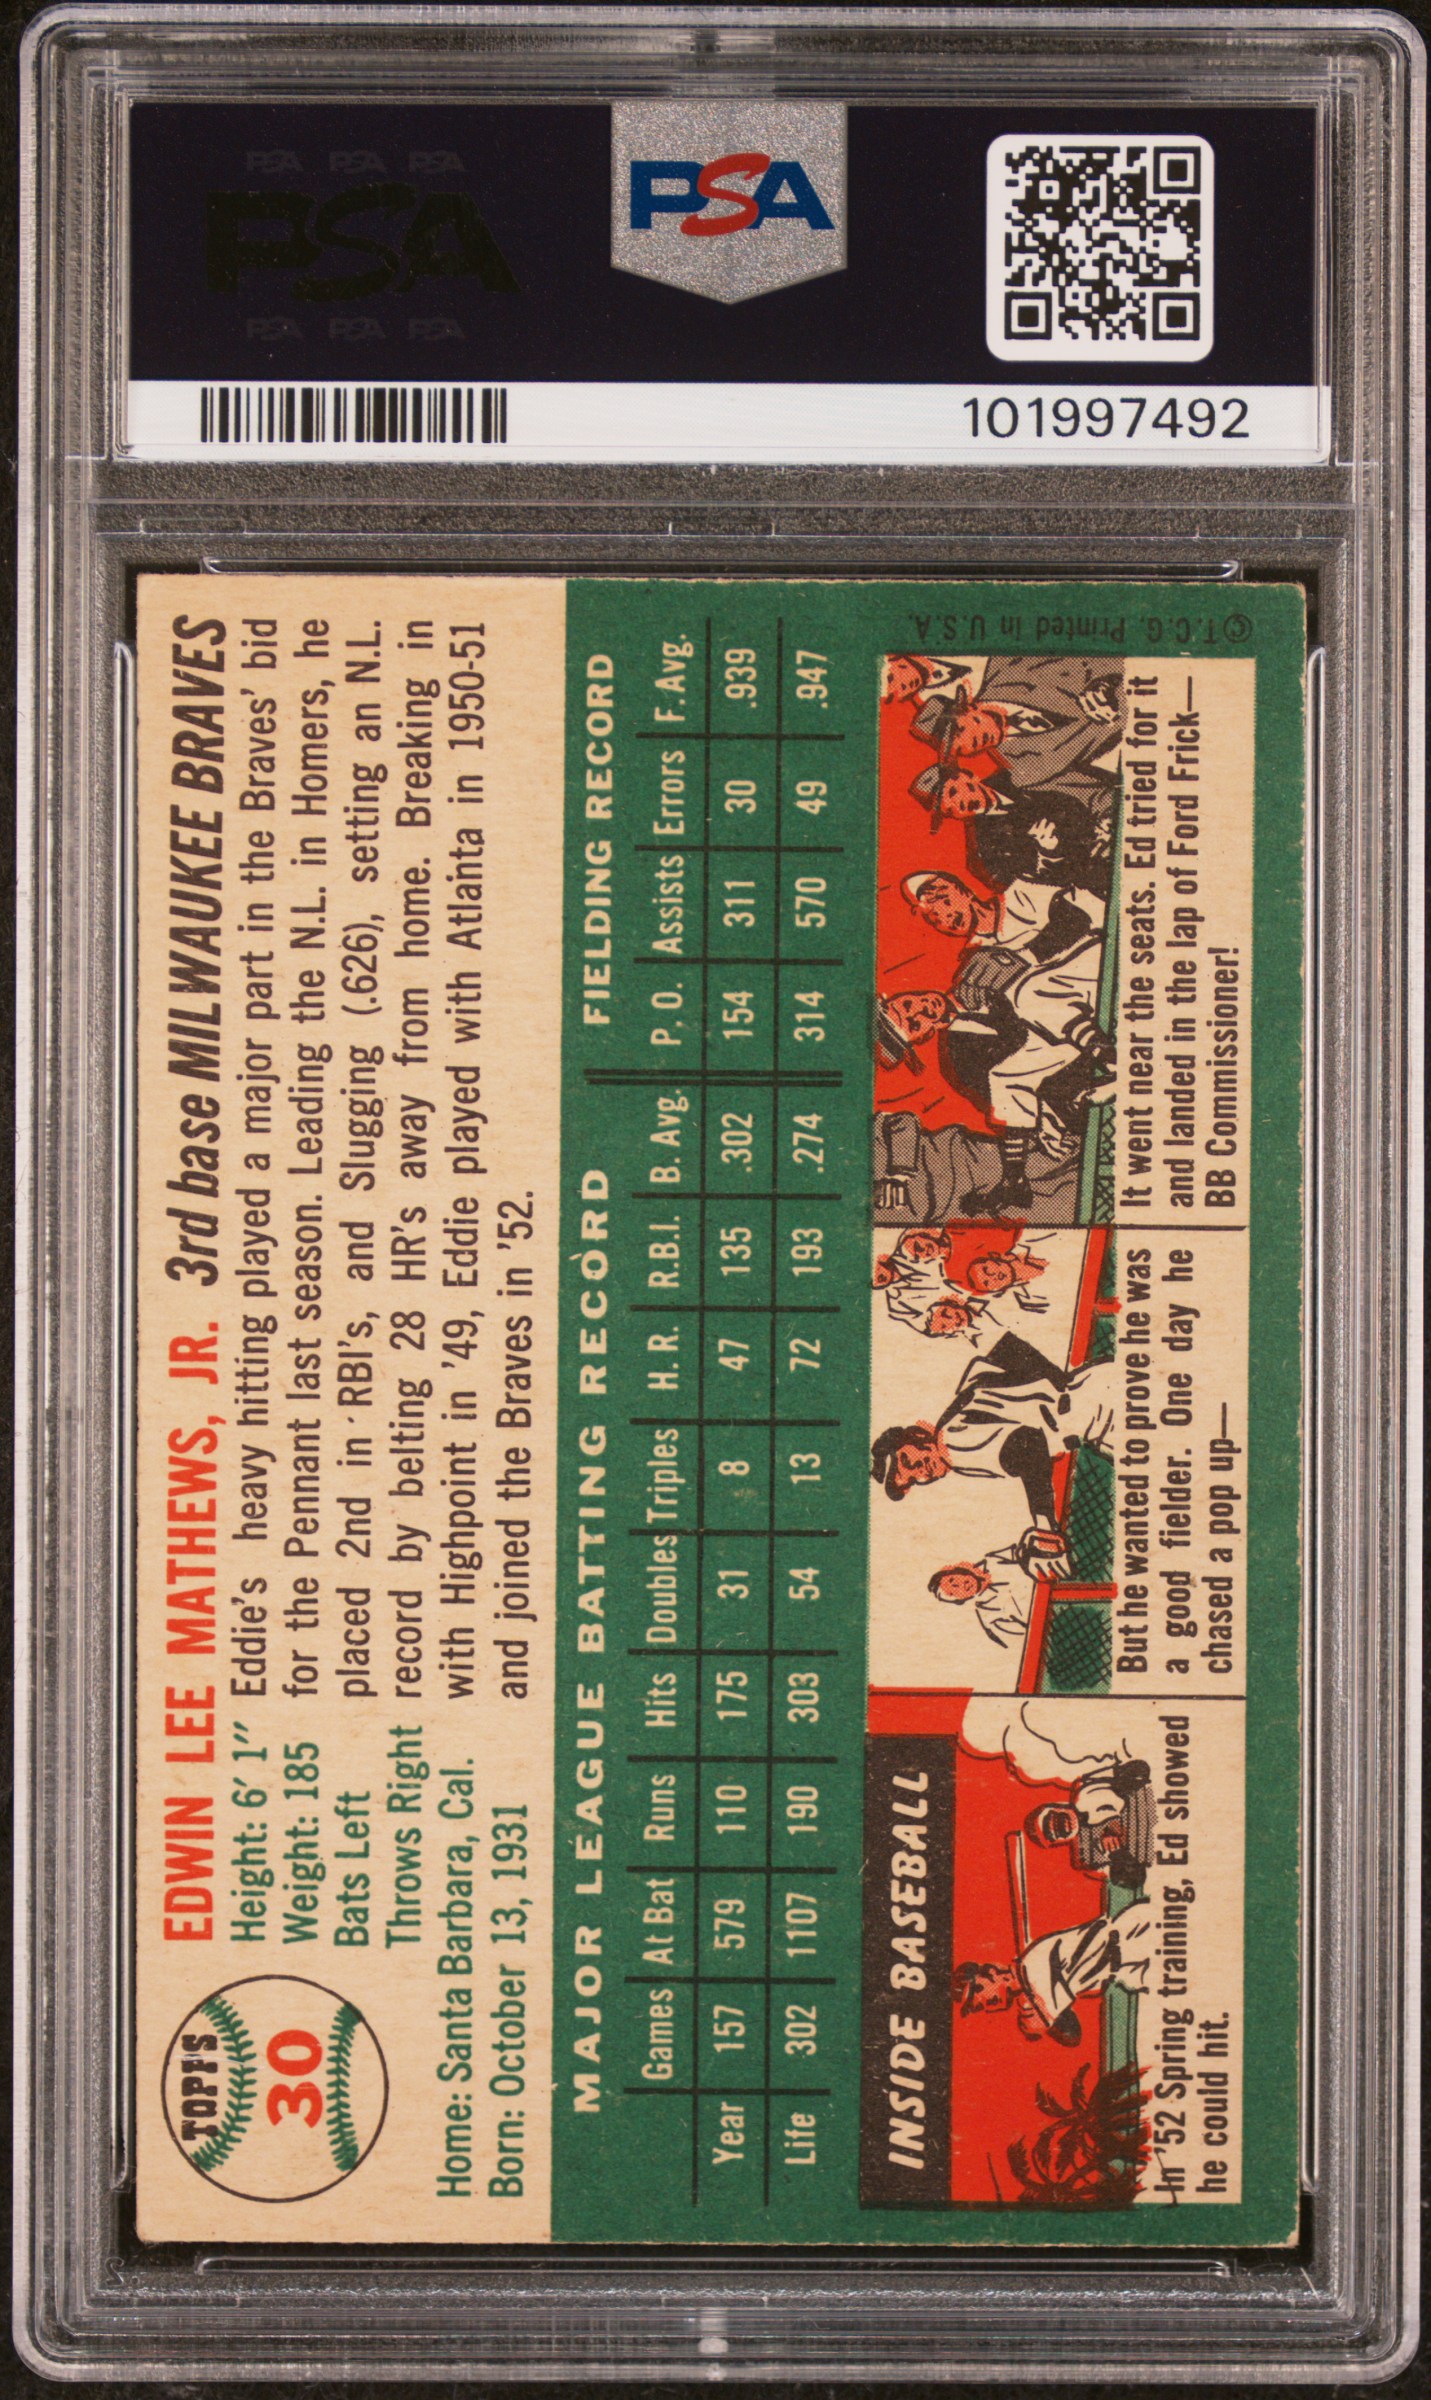 PSA PSA PSA
PSA
PSA PSA PSA
PSA
101997492
TOPPS
30
EDWIN LEE MATHEWS, JR. 3rd base MILWAUKEE BRAVES
Height: 6' 1"
Weight: 185
Bats Left
Throws Right
Home: Santa Barbara, Cal.
Born: October 13, 1931
Eddie's heavy hitting played a major part in the Braves' bid
for the Pennant last season. Leading the N.L. in Homers, he
placed 2nd in RBI's, and Slugging (.626), setting an N.L.
record by belting 28 HR's away from home. Breaking in
with Highpoint in '49, Eddie played with Atlanta in 1950-51
and joined the Braves in '52.
MAJOR LEAGUE BATTING RECORD FIELDING RECORD
Games At Bat Runs Hits Doubles Triples H. R. R.B.I. B. Avg. P. O. Assists Errors F. Avg.
Year 157 579 110 175 31 8 47 135 .302 154 311 30 .939
Life 302 1107 190 303 54 13 72 193 .274 314 570 49 .947
INSIDE BASEBALL
In '52 Spring training, Ed showed
he could hit.
But he wanted to prove he was
a good fielder. One day he
chased a pop up—
It went near the seats. Ed tried for it
and landed in the lap of Ford Frick—
BB Commissioner!
© T.C.G. Printed In U.S.A.